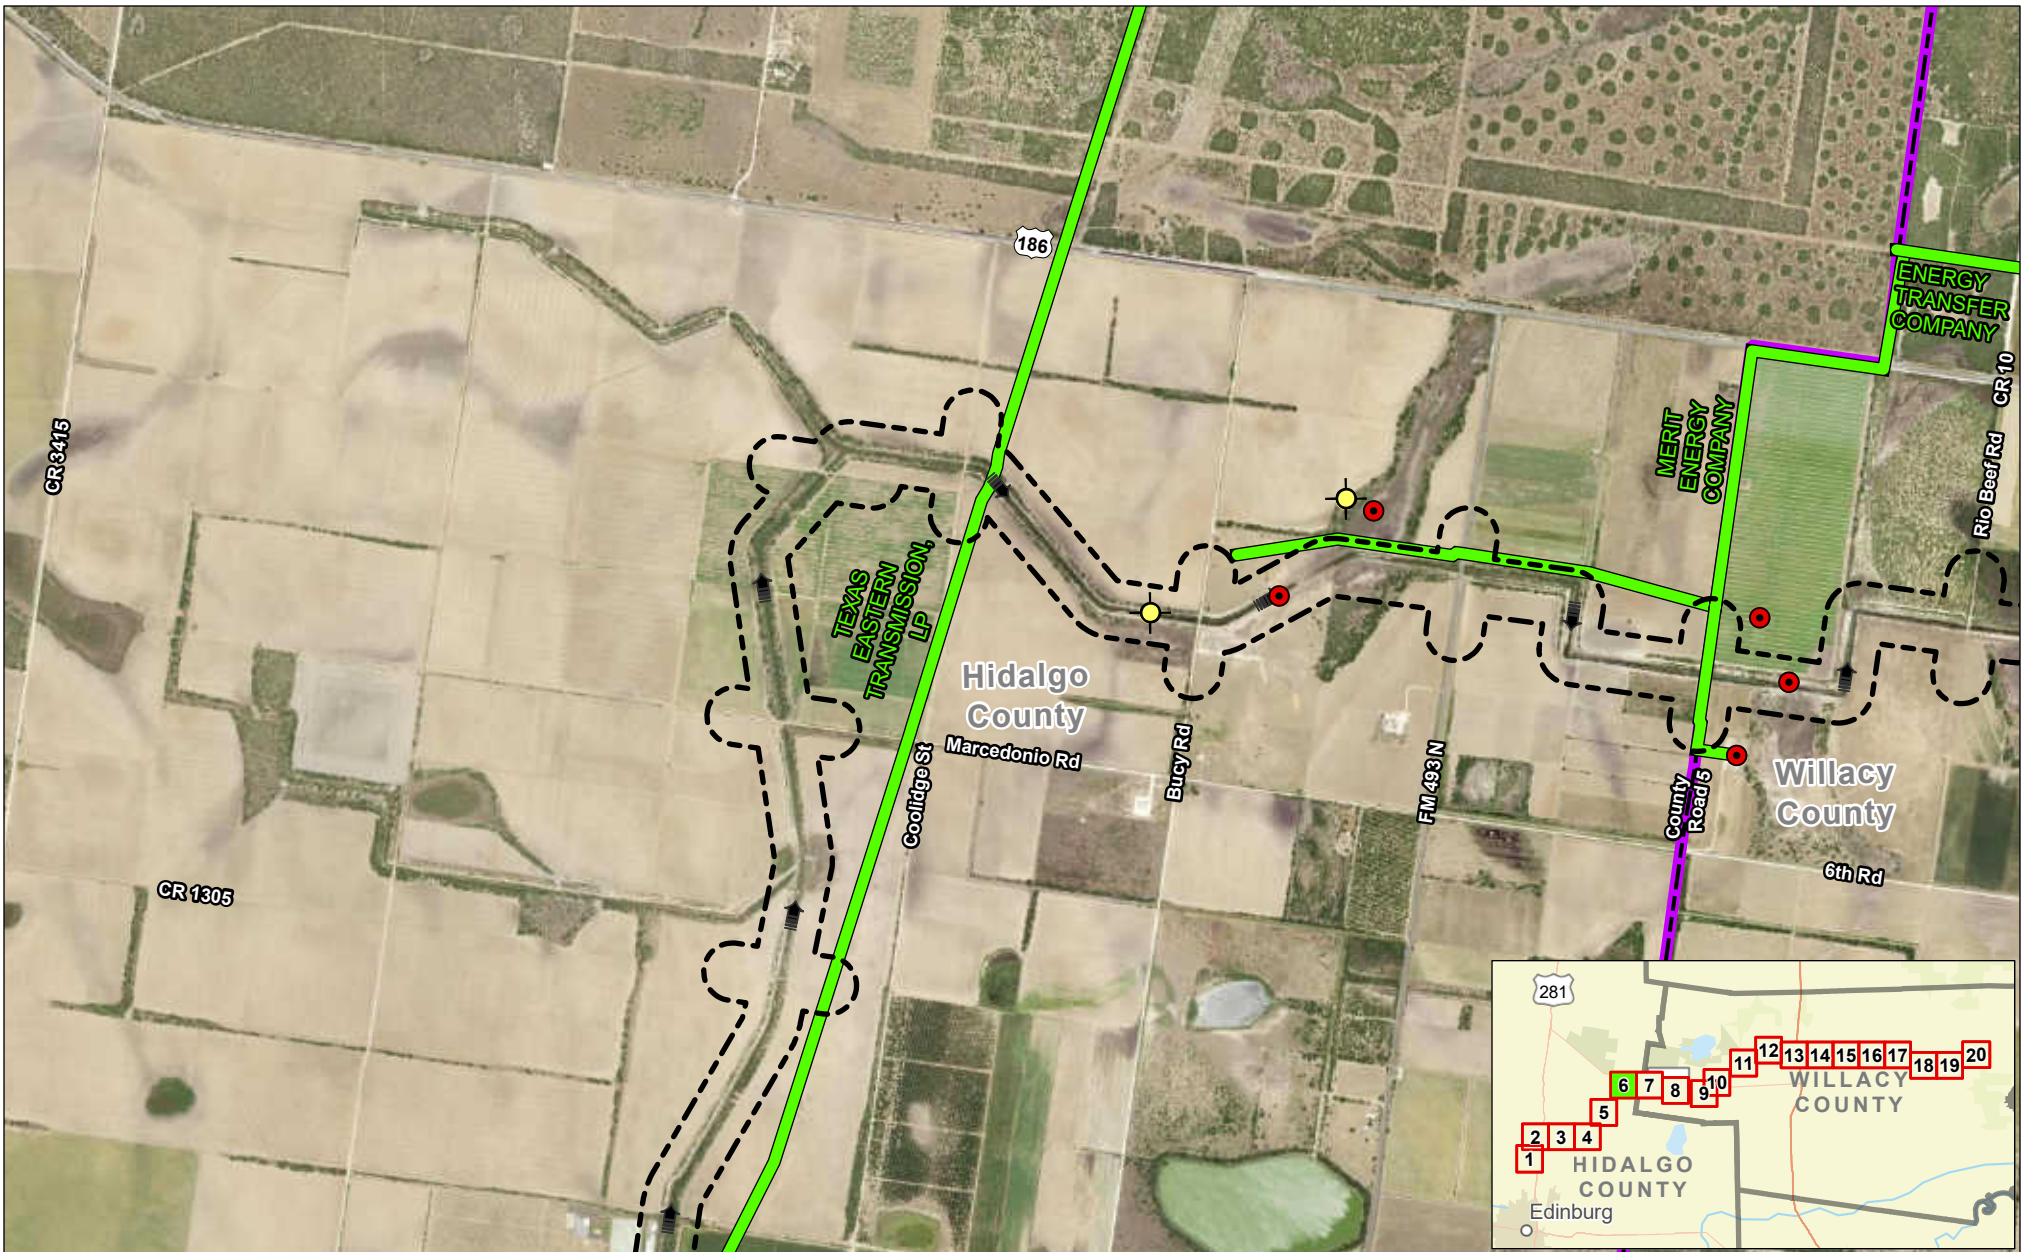 186
ENERGY
TRANSFER
COMPANY
CR 10
CR 3415
MERIT
ENERGY
COMPANY
Rio Beef Rd
TEXAS
EASTERN
TRANSMISSION,
LP
Hidalgo
County
Marcedonio Rd
Coolidge St
Bucy Rd
FM 493 N
County
Road 5
Willacy
County
6th Rd
CR 1305
281
1
2
3
4
5
6
7
8
9
10
11
12
13
14
15
16
17
18
19
20
WILLACY
COUNTY
HIDALGO
COUNTY
Edinburg